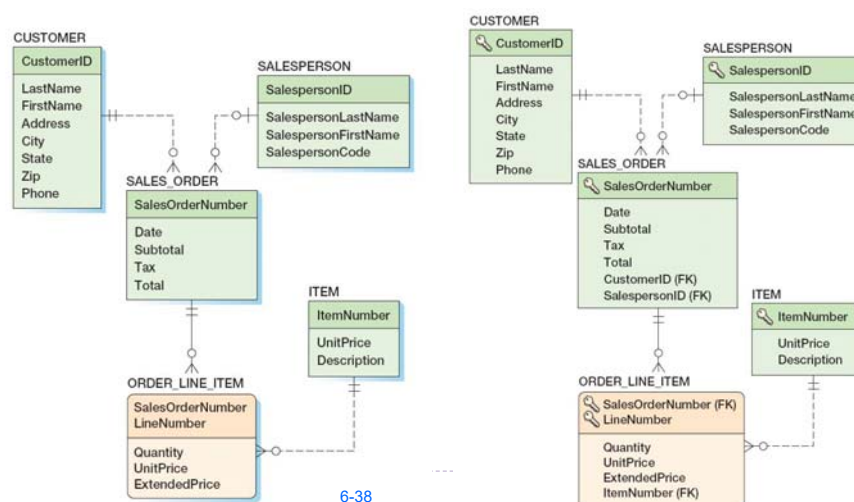 CUSTOMER
CustomerID
LastName
FirstName
Address
City
State
Zip
Phone
SALESPERSON
SalespersonID
SalespersonLastName
SalespersonFirstName
SalespersonCode
SALES_ORDER
SalesOrderNumber
Date
Subtotal
Tax
Total
ITEM
ItemNumber
UnitPrice
Description
ORDER_LINE_ITEM
SalesOrderNumber
LineNumber
Quantity
UnitPrice
ExtendedPrice
6-38
CUSTOMER
CustomerID
LastName
FirstName
Address
City
State
Zip
Phone
SALESPERSON
SalespersonID
SalespersonLastName
SalespersonFirstName
SalespersonCode
SALES_ORDER
SalesOrderNumber
Date
Subtotal
Tax
Total
CustomerID (FK)
SalespersonID (FK)
ITEM
ItemNumber
UnitPrice
Description
ORDER_LINE_ITEM
SalesOrderNumber (FK)
LineNumber
Quantity
UnitPrice
ExtendedPrice
ItemNumber (FK)